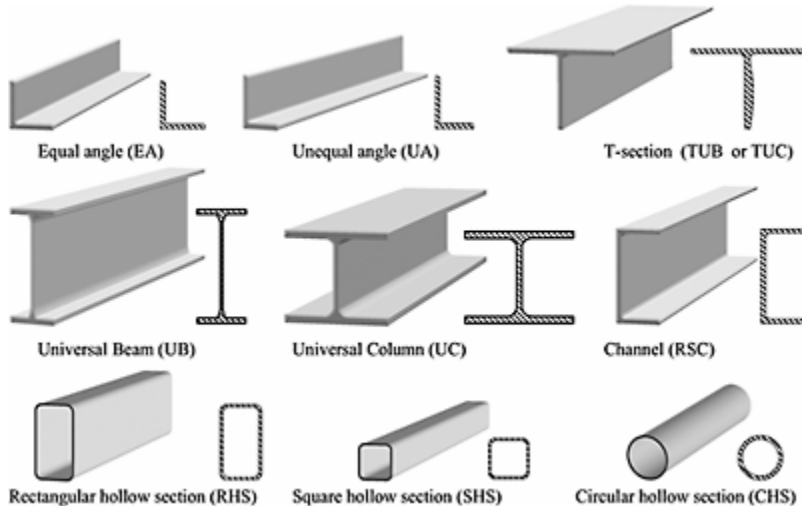 Equal angle (EA)
Unequal angle (UA)
T-section (TUB or TUC)
Universal Beam (UB)
Universal Column (UC)
Channel (RSC)
Rectangular hollow section (RHS)
Square hollow section (SHS)
Circular hollow section (CHS)